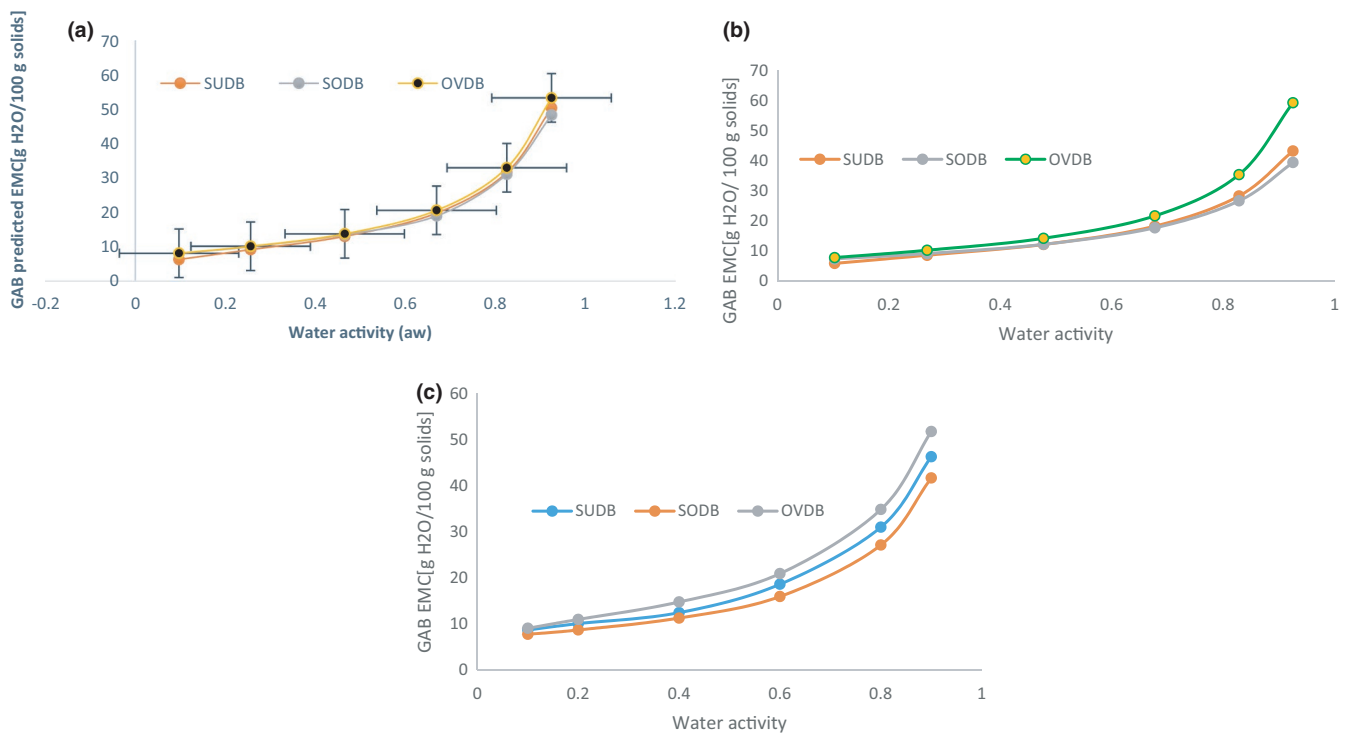 (a)
GAB predicted EMC[g H2O/100 g solids]
70
60
50
40
30
20
10
0
SUDB SODB OVDB
-0.2 0 0.2 0.4 0.6 0.8 1 1.2
Water activity (aw)
(b)
GAB EMC[g H2O/ 100 g solids]
70
60
50
40
30
20
10
0
SUDB SODB OVDB
0 0.2 0.4 0.6 0.8 1
Water activity
(c)
GAB EMC[g H2O/100 g solids]
60
50
40
30
20
10
0
SUDB SODB OVDB
0 0.2 0.4 0.6 0.8 1
Water activity